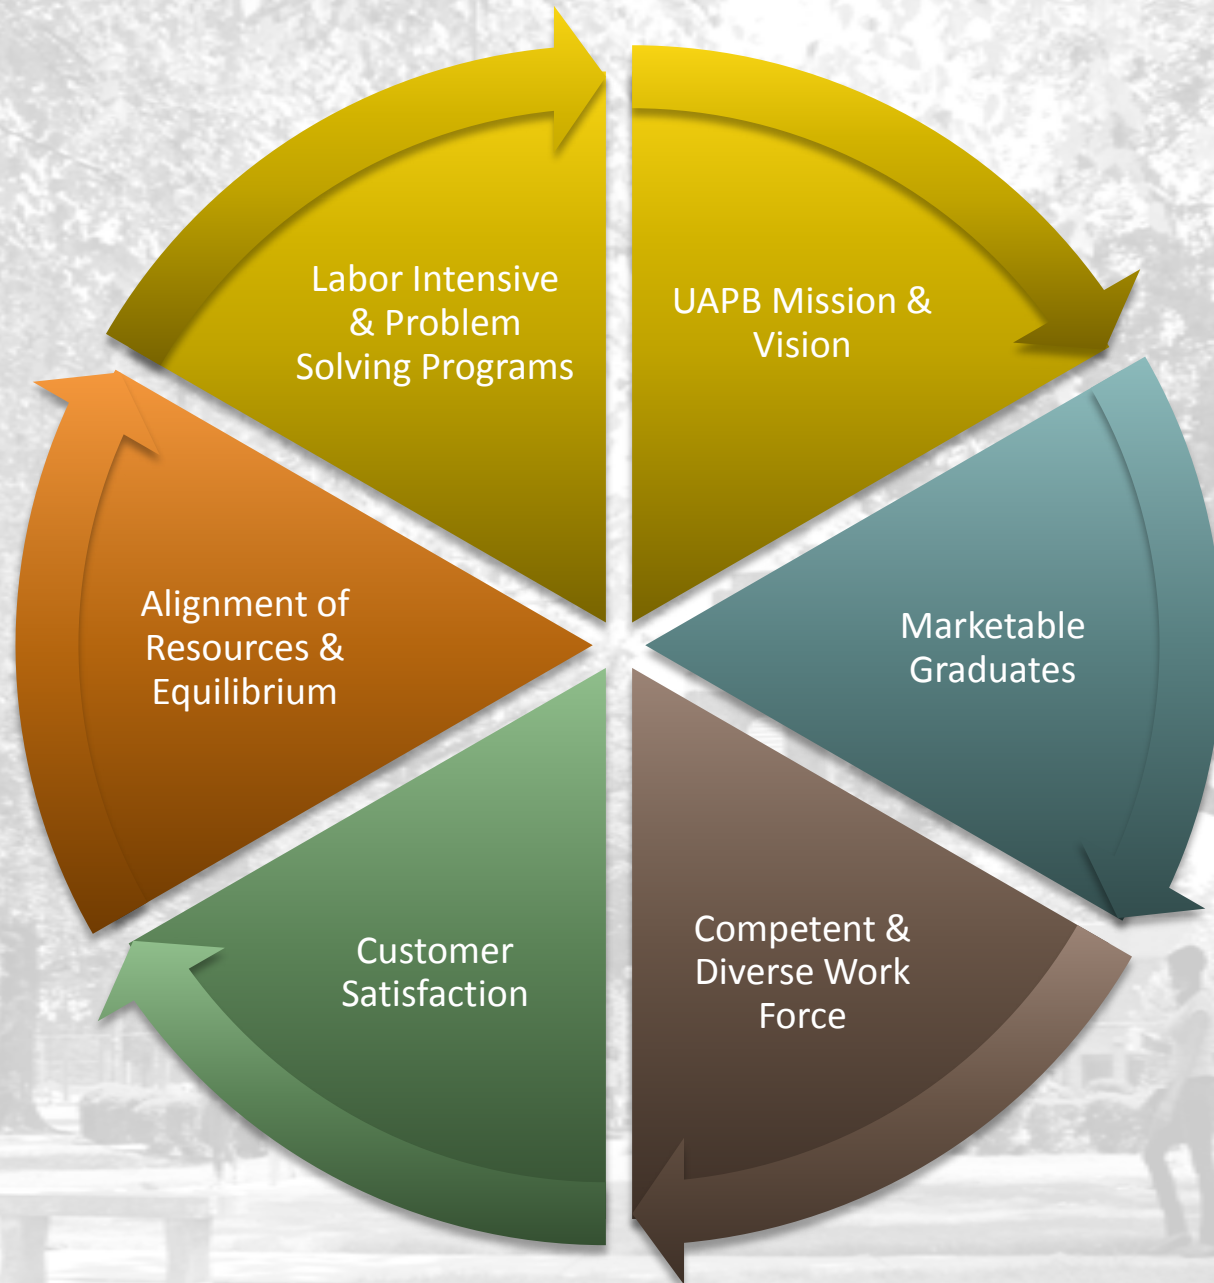 Labor Intensive
& Problem
Solving Programs
UAPB Mission &
Vision
Marketable
Graduates
Competent &
Diverse Work
Force
Customer
Satisfaction
Alignment of
Resources &
Equilibrium